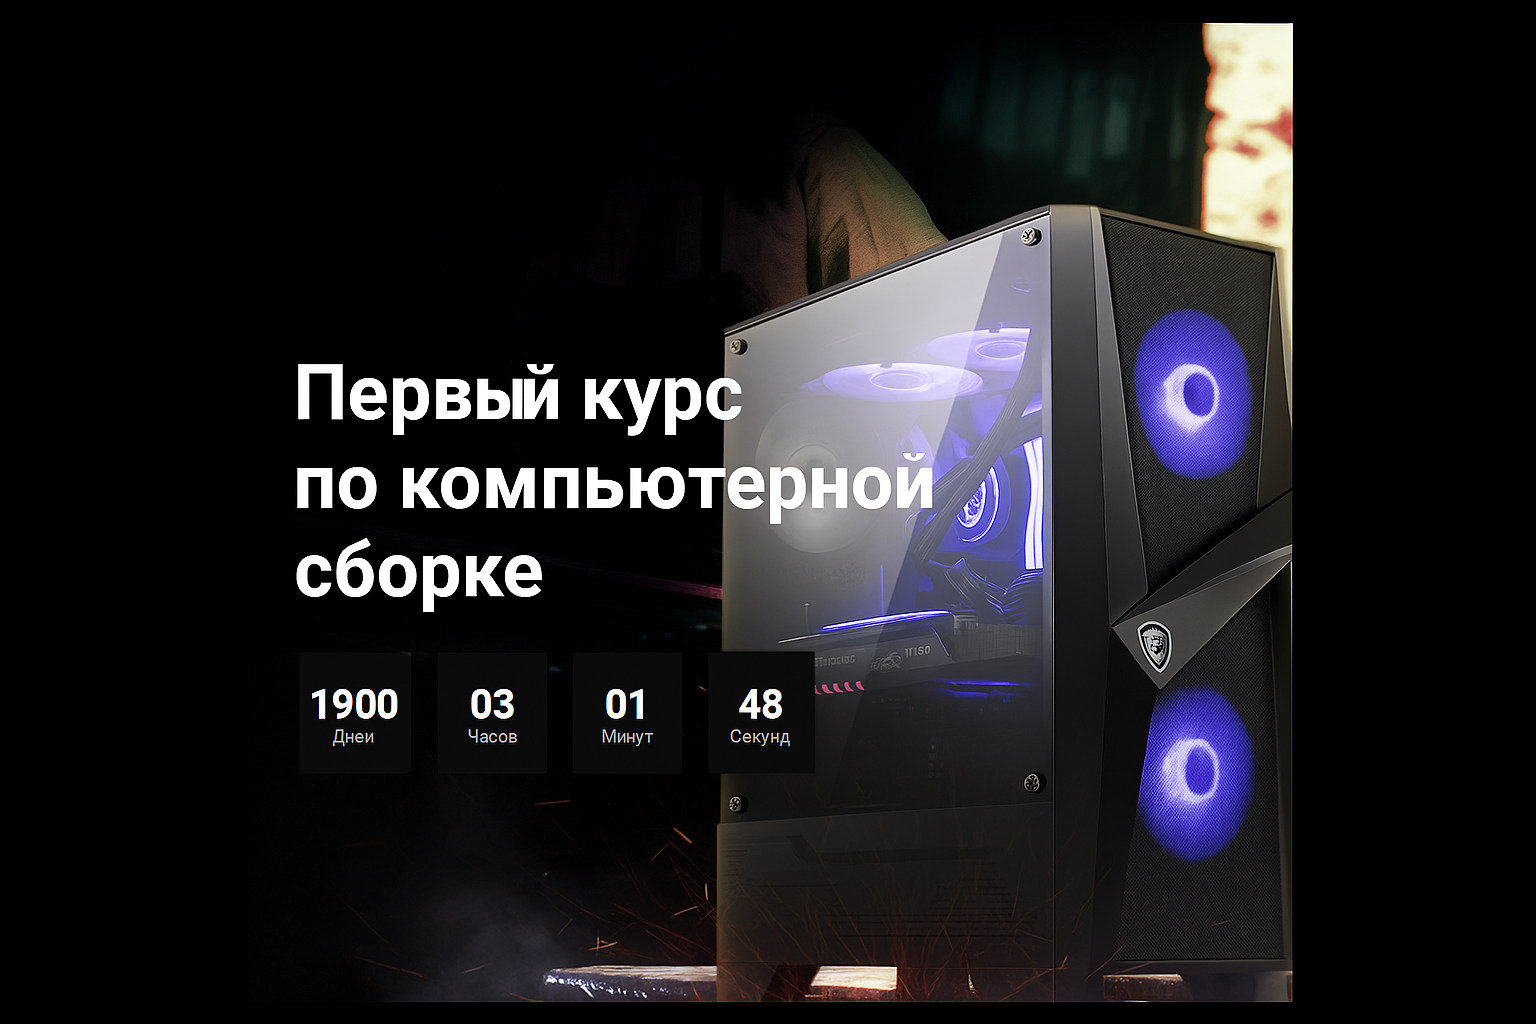 Первый курс
по компьютерной
сборке
1900 03 01 48
Днеи Часов Минут Секунд